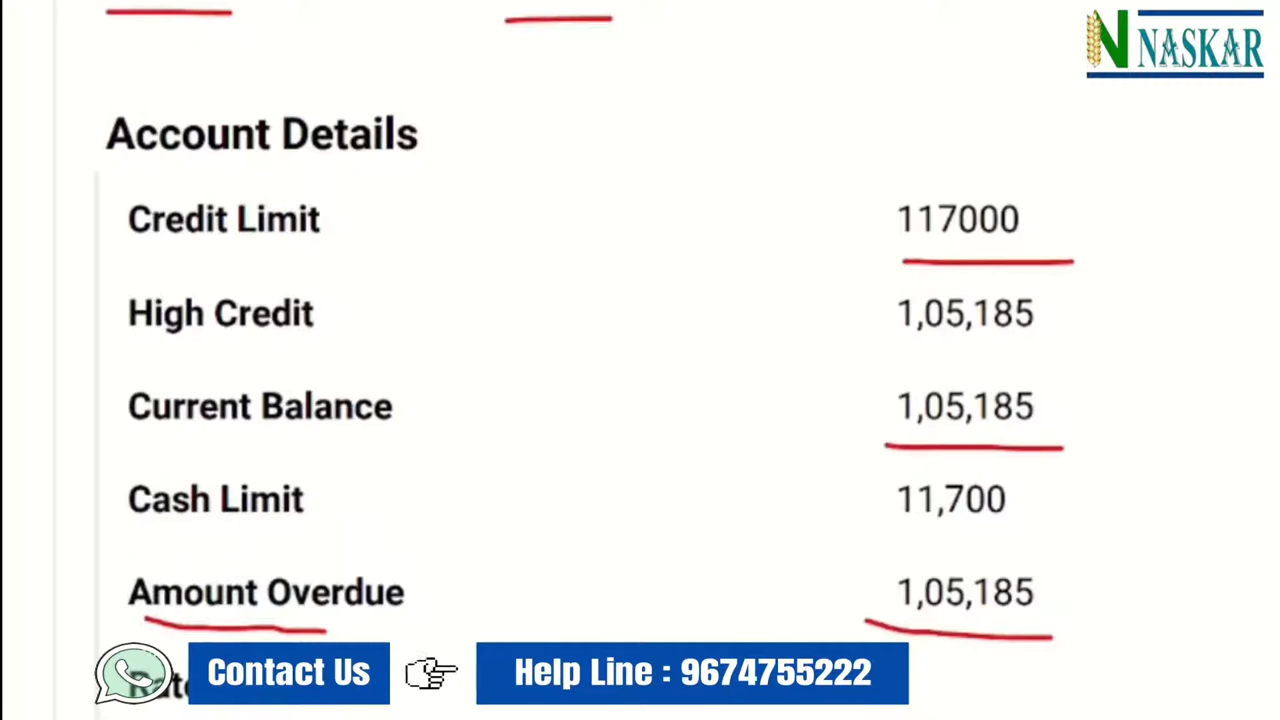 NASKAR
Account Details
Credit Limit 117000
High Credit 1,05,185
Current Balance 1,05,185
Cash Limit 11,700
Amount Overdue 1,05,185
Contact Us Help Line : 9674755222